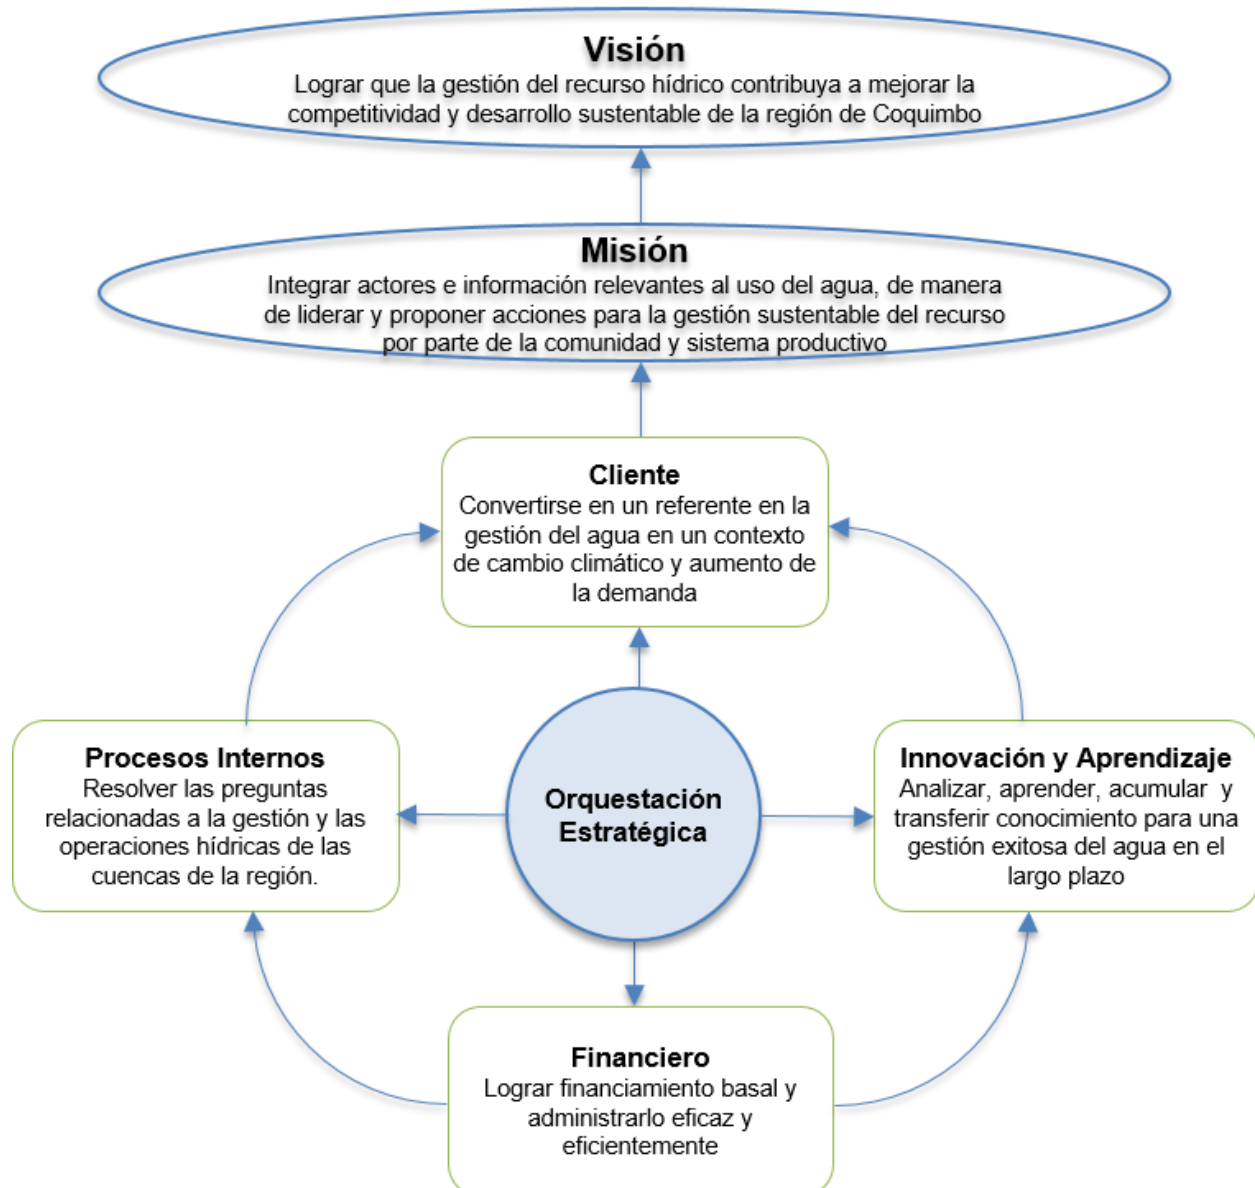 Visión
Lograr que la gestión del recurso hídrico contribuya a mejorar la
competitividad y desarrollo sustentable de la región de Coquimbo
Misión
Integrar actores e información relevantes al uso del agua, de manera
de liderar y proponer acciones para la gestión sustentable del recurso
por parte de la comunidad y sistema productivo
Cliente
Convertirse en un referente en la
gestión del agua en un contexto
de cambio climático y aumento de
la demanda
Procesos Internos
Resolver las preguntas
relacionadas a la gestión y las
operaciones hídricas de las
cuencas de la región.
Orquestación
Estratégica
Innovación y Aprendizaje
Analizar, aprender, acumular y
transferir conocimiento para una
gestión exitosa del agua en el
largo plazo
Financiero
Lograr financiamiento basal y
administrarlo eficaz y
eficientemente